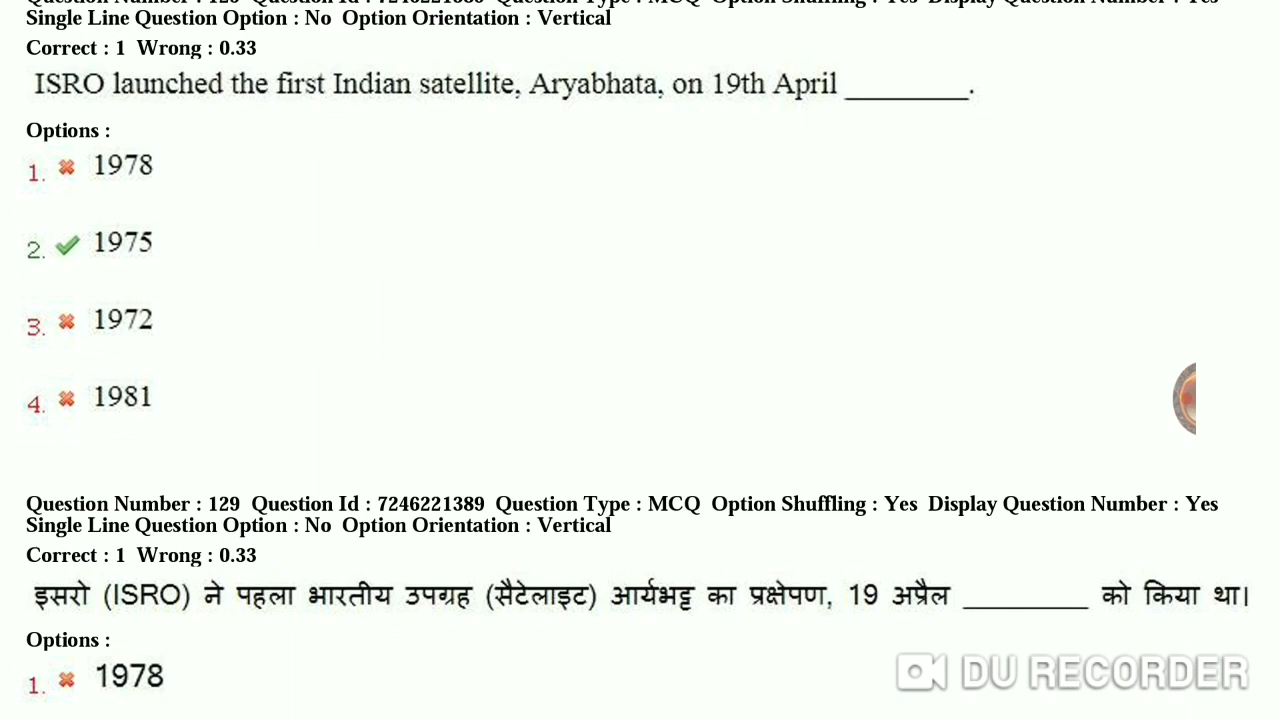 Single Line Question Option : No Option Orientation : Vertical
Correct : 1 Wrong : 0.33
ISRO launched the first Indian satellite, Aryabhata, on 19th April ________.
Options :
1. ✖ 1978
2. ✔ 1975
3. ✖ 1972
4. ✖ 1981
Question Number : 129 Question Id : 7246221389 Question Type : MCQ Option Shuffling : Yes Display Question Number : Yes
Single Line Question Option : No Option Orientation : Vertical
Correct : 1 Wrong : 0.33
इसरो (ISRO) ने पहला भारतीय उपग्रह (सैटेलाइट) आर्यभट्ट का प्रक्षेपण, 19 अप्रैल ________ को किया था।
Options :
1. ✖ 1978
DU RECORDER